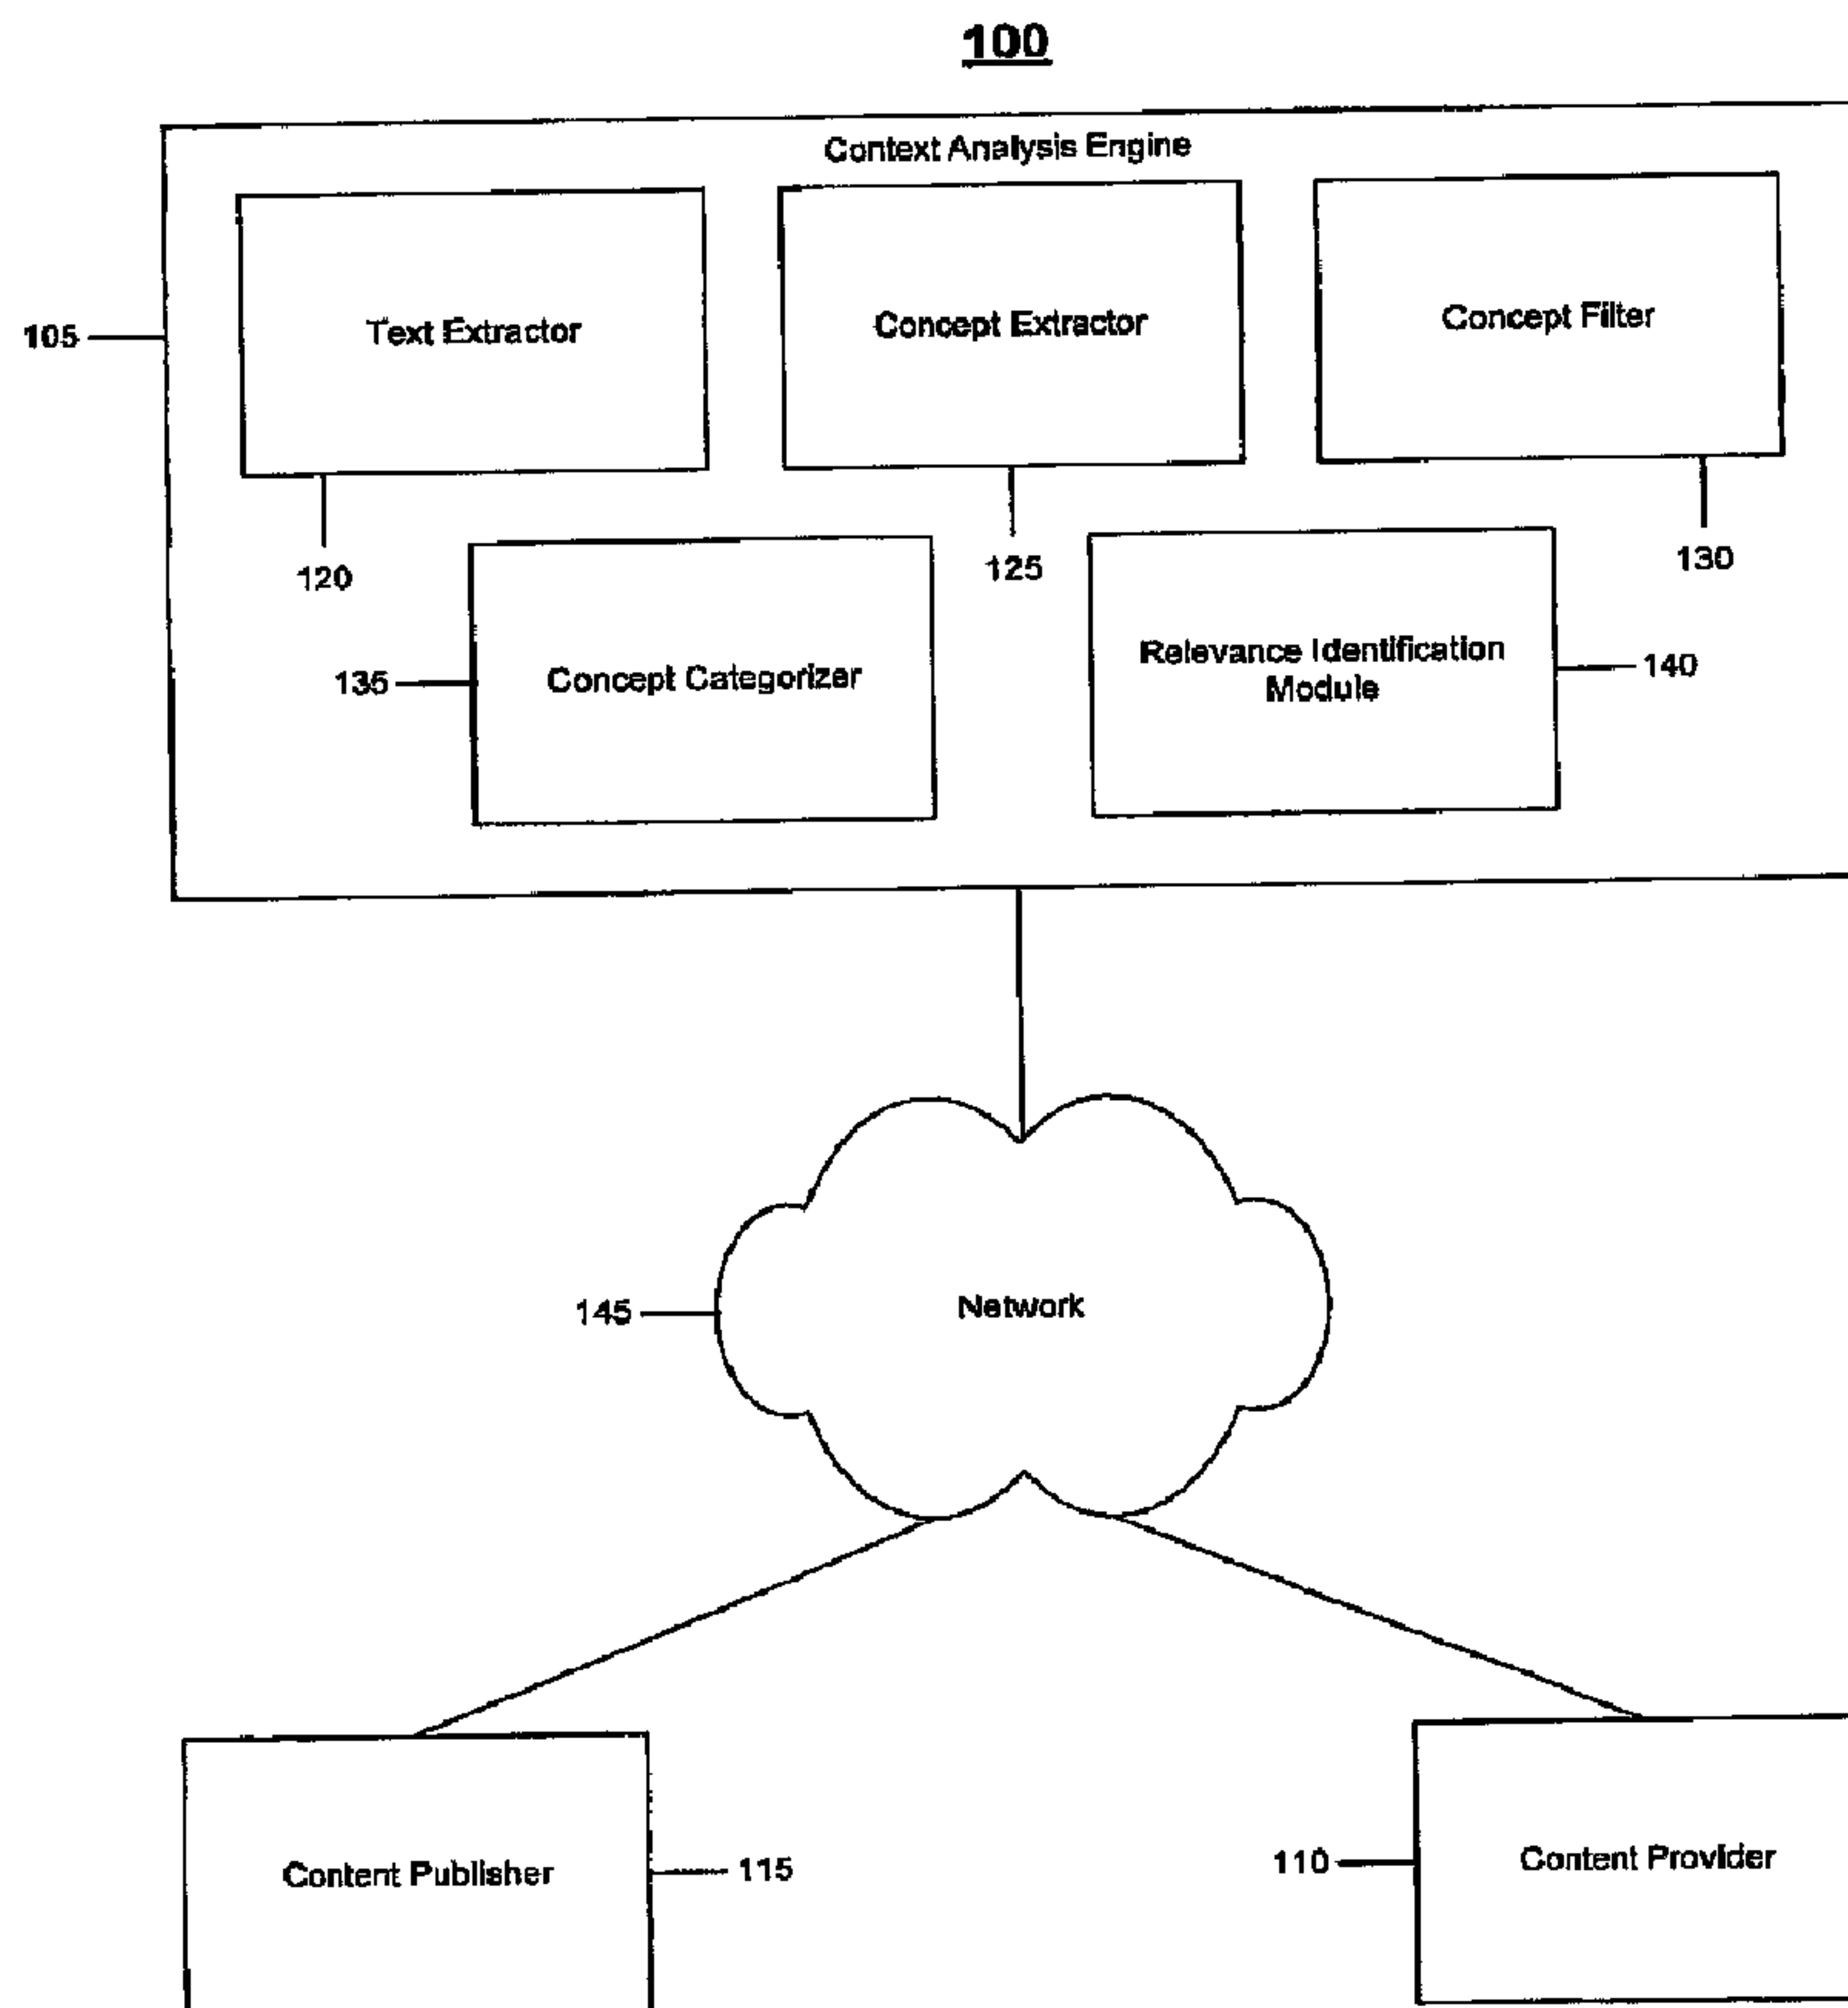 100
Context Analysis Engine
Text Extractor
Concept Extractor
Concept Filter
105
120
125
130
135
Concept Categorizer
Relevance Identification
Module
140
145
Network
Content Publisher
115
110
Content Provider